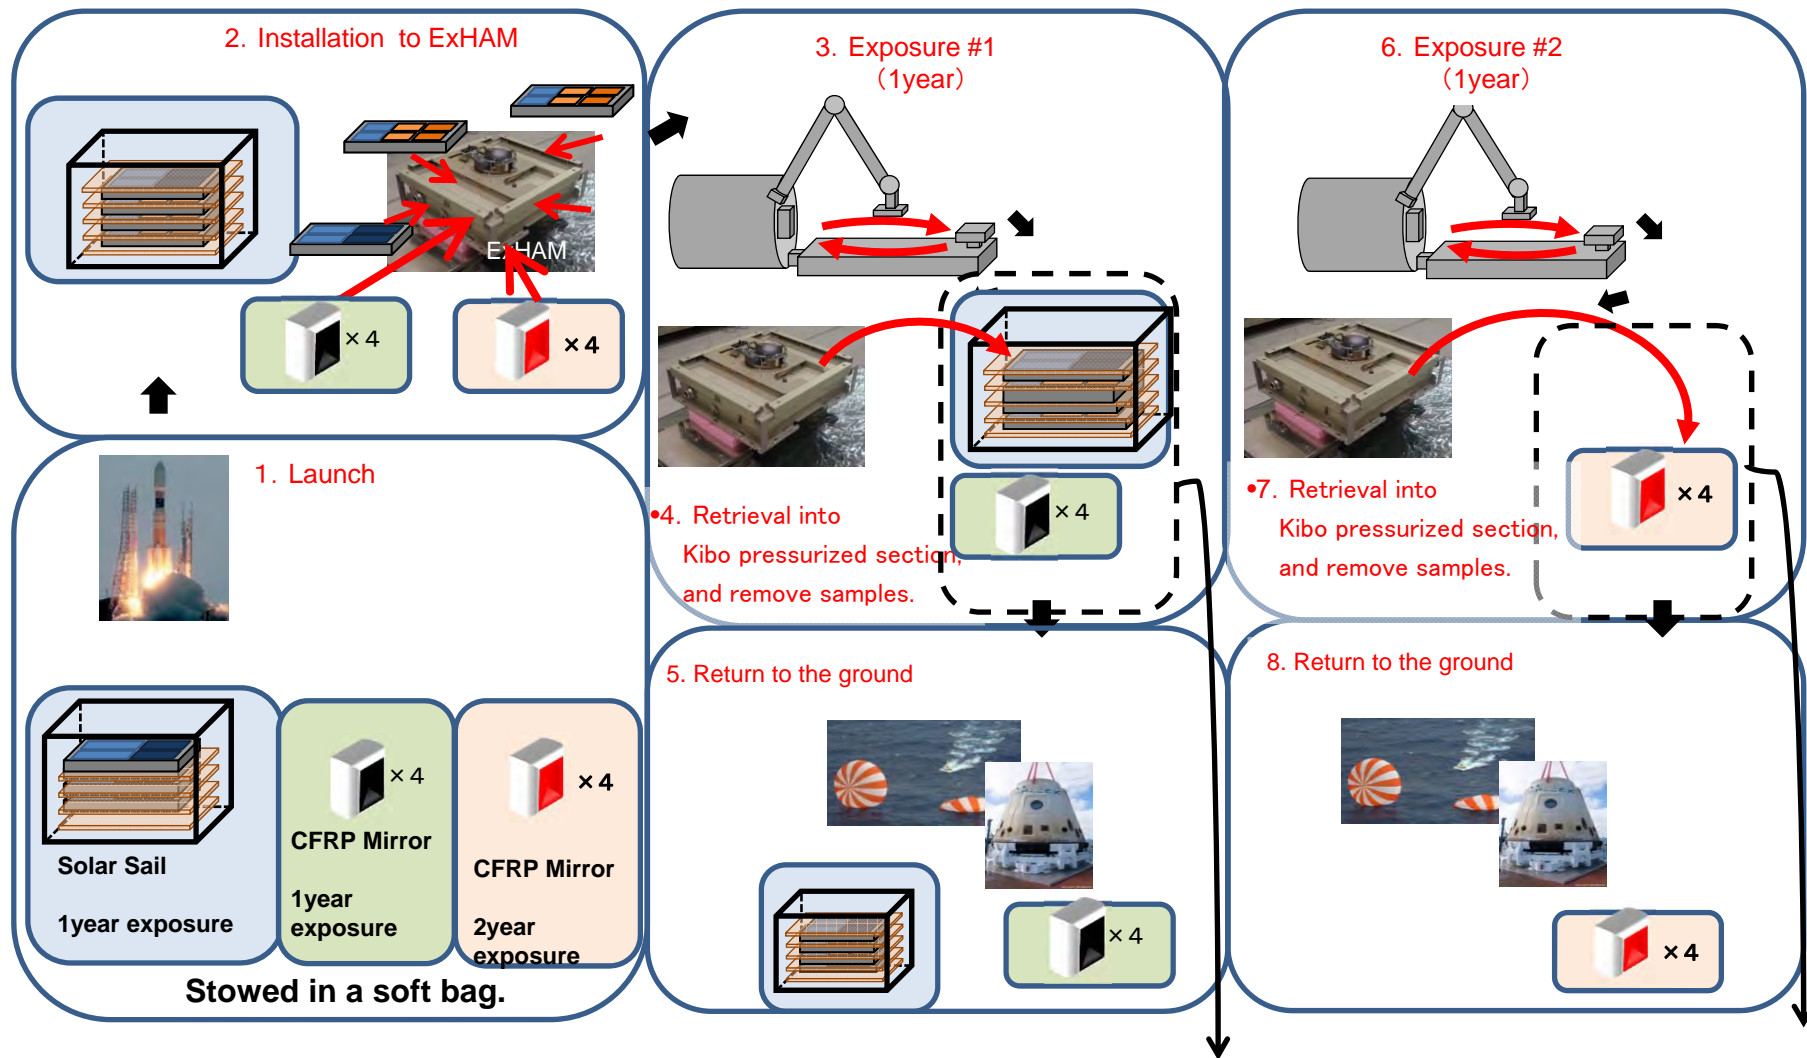 2. Installation to ExHAM
ExHAM
×4
×4
1. Launch
×4
×4
CFRP Mirror
1year
exposure
CFRP Mirror
2year
exposure
Solar Sail
1year exposure
Stowed in a soft bag.
3. Exposure #1
（1year）
×4
•4. Retrieval into
Kibo pressurized section,
and remove samples.
5. Return to the ground
×4
6. Exposure #2
（1year）
×4
•7. Retrieval into
Kibo pressurized section,
and remove samples.
8. Return to the ground
×4